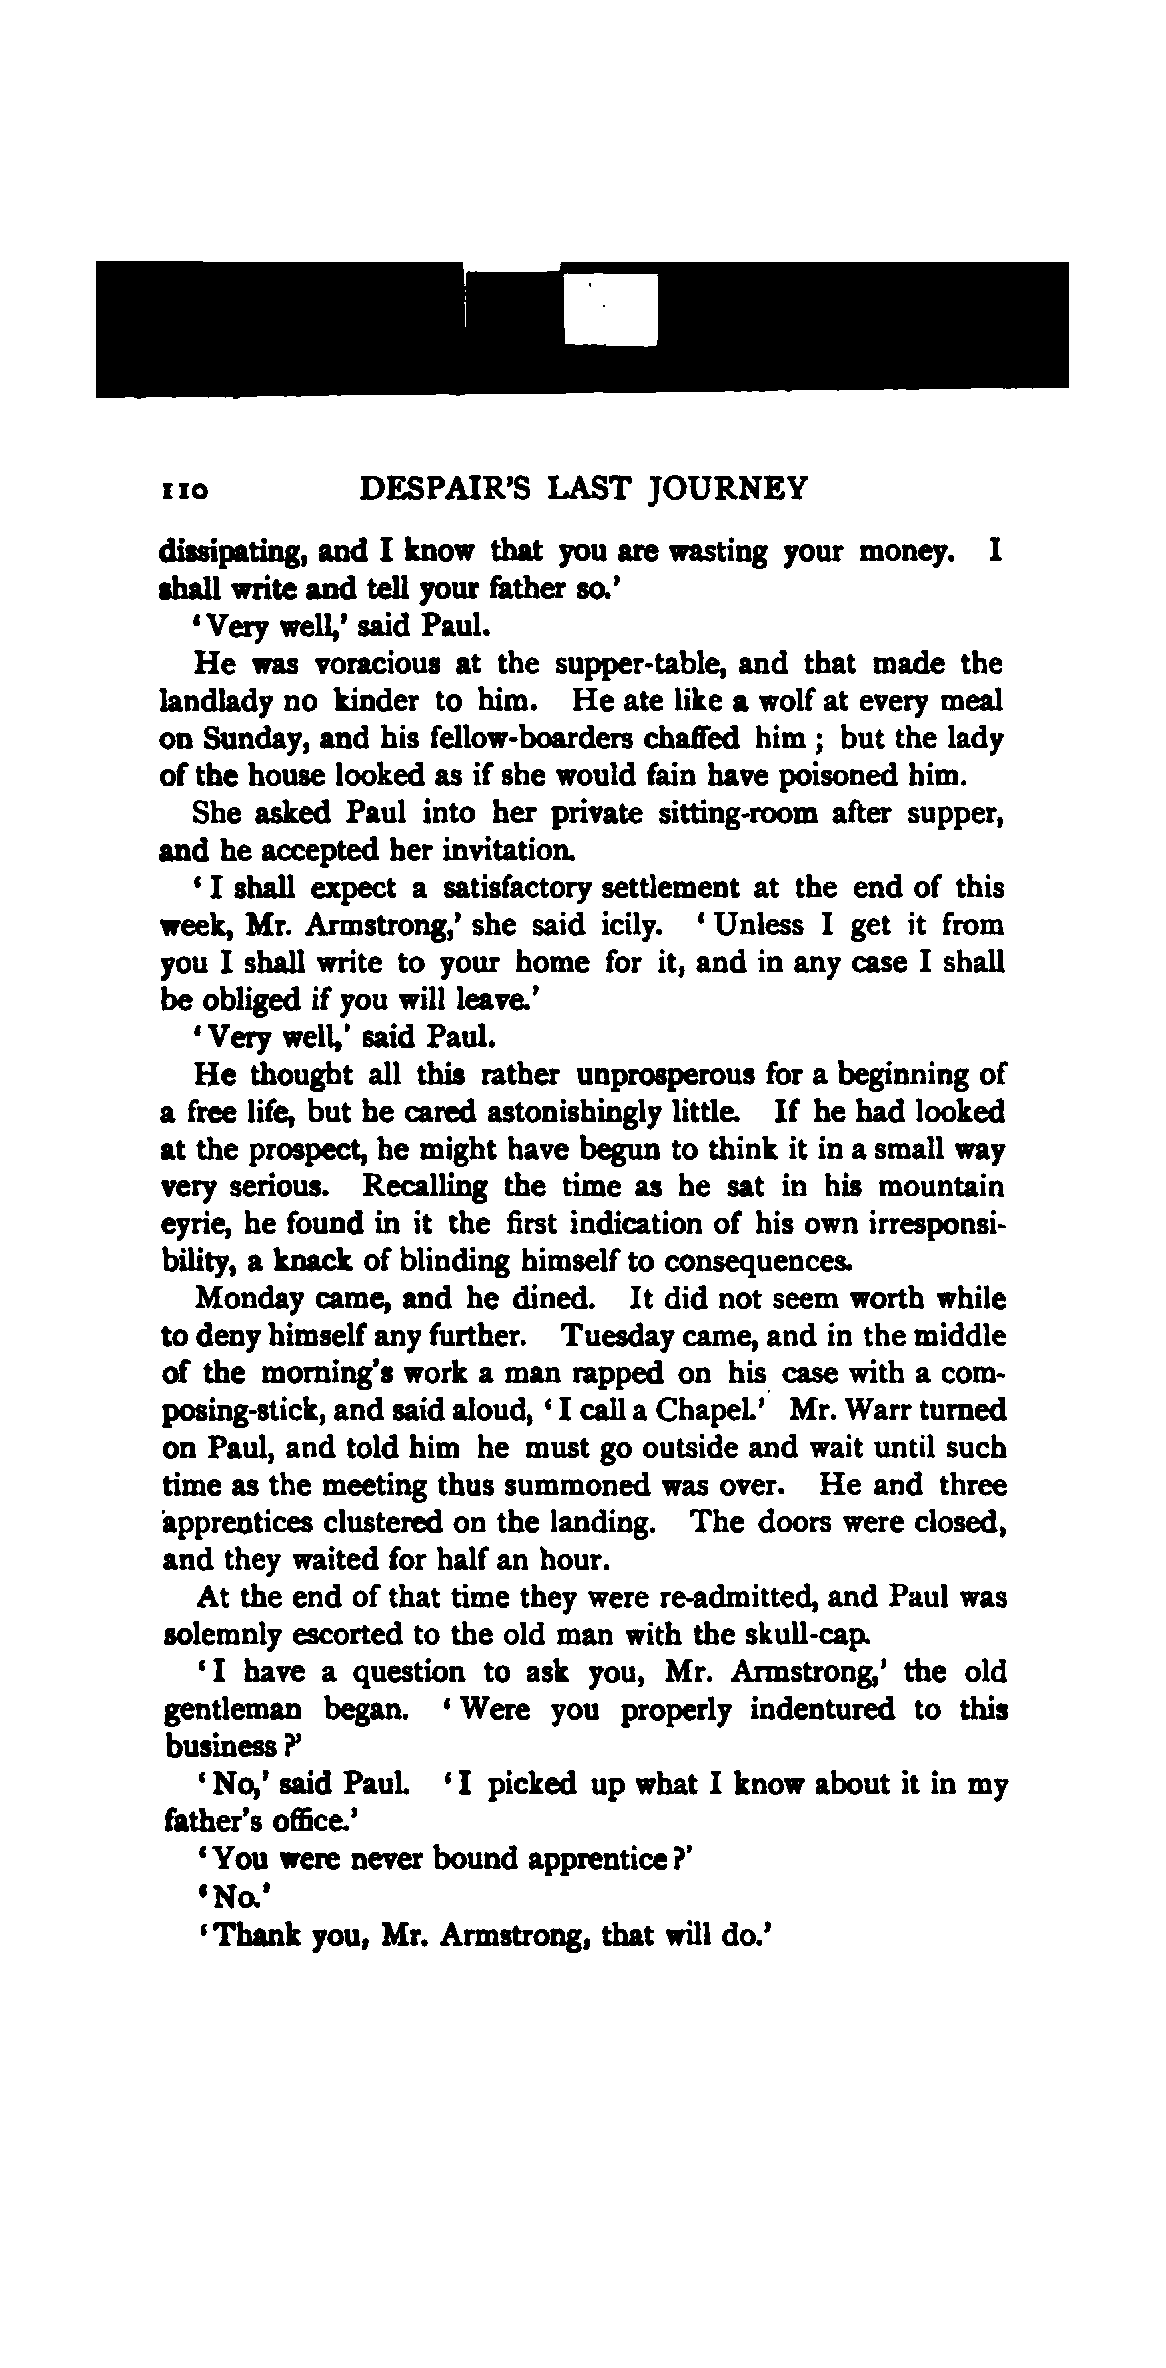 110 DESPAIR'S LAST JOURNEY
dissipating, and I know that you are wasting your money. I
shall write and tell your father so.'
'Very well,' said Paul.
He was voracious at the supper-table, and that made the
landlady no kinder to him. He ate like a wolf at every meal
on Sunday, and his fellow-boarders chaffed him; but the lady
of the house looked as if she would fain have poisoned him.
She asked Paul into her private sitting-room after supper,
and he accepted her invitation.
'I shall expect a satisfactory settlement at the end of this
week, Mr. Armstrong,' she said icily. 'Unless I get it from
you I shall write to your home for it, and in any case I shall
be obliged if you will leave.'
'Very well,' said Paul.
He thought all this rather unprosperous for a beginning of
a free life, but he cared astonishingly little. If he had looked
at the prospect, he might have begun to think it in a small way
very serious. Recalling the time as he sat in his mountain
eyrie, he found in it the first indication of his own irresponsi-
bility, a knack of blinding himself to consequences.
Monday came, and he dined. It did not seem worth while
to deny himself any further. Tuesday came, and in the middle
of the morning's work a man rapped on his case with a com-
posing-stick, and said aloud, 'I call a Chapel.' Mr. Warr turned
on Paul, and told him he must go outside and wait until such
time as the meeting thus summoned was over. He and three
apprentices clustered on the landing. The doors were closed,
and they waited for half an hour.
At the end of that time they were re-admitted, and Paul was
solemnly escorted to the old man with the skull-cap.
'I have a question to ask you, Mr. Armstrong,' the old
gentleman began. 'Were you properly indentured to this
business?'
'No,' said Paul. 'I picked up what I know about it in my
father's office.'
'You were never bound apprentice?'
'No.'
'Thank you, Mr. Armstrong, that will do.'